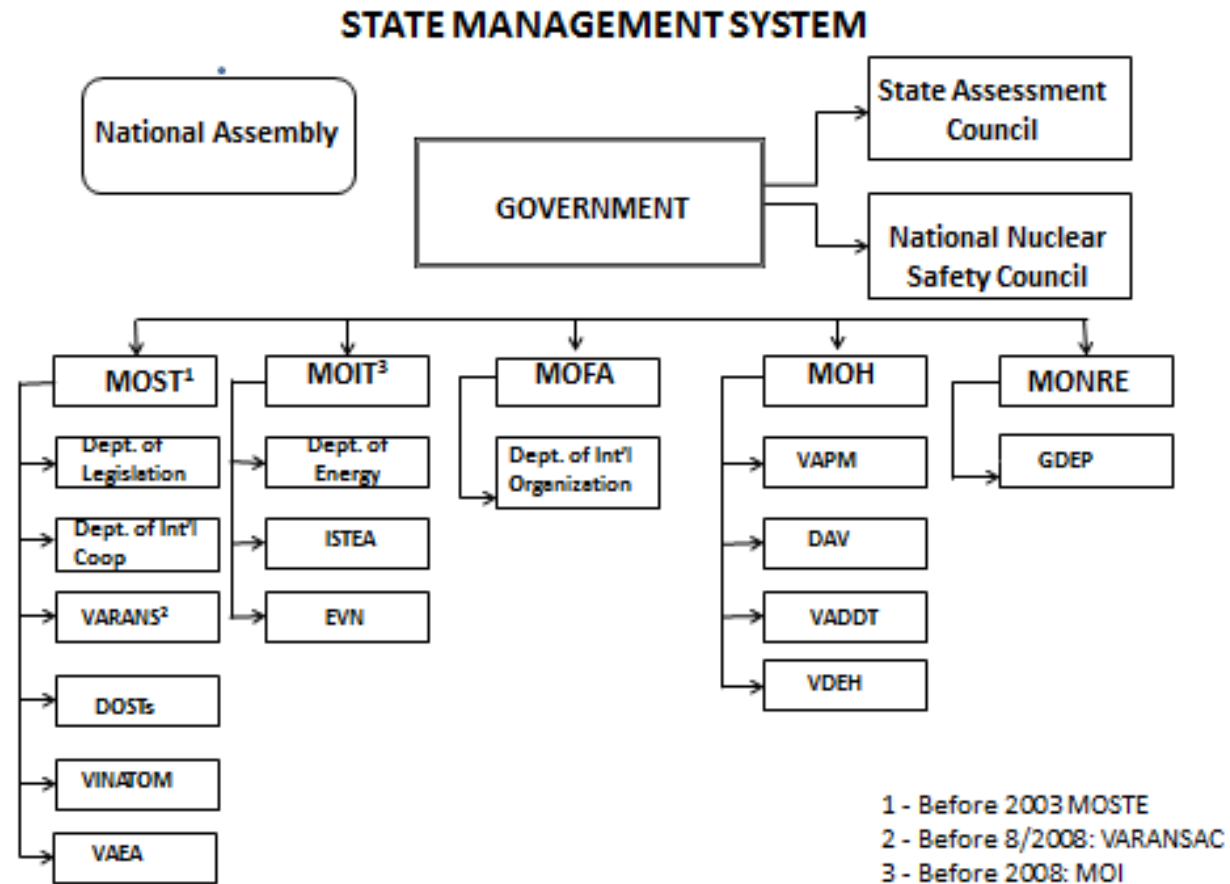 STATE MANAGEMENT SYSTEM
National Assembly
GOVERNMENT
State Assessment
Council
National Nuclear
Safety Council
MOST¹
MOIT³
MOFA
MOH
MONRE
Dept. of
Legislation
Dept. of Int'l
Coop
VARANS²
DOSTs
VINATOM
VAEA
Dept. of
Energy
ISTEA
EVN
Dept. of Int'l
Organization
VAPM
DAV
VADDT
VDEH
GDEP
1 - Before 2003 MOSTE
2 - Before 8/2008: VARANSAC
3 - Before 2008: MOI